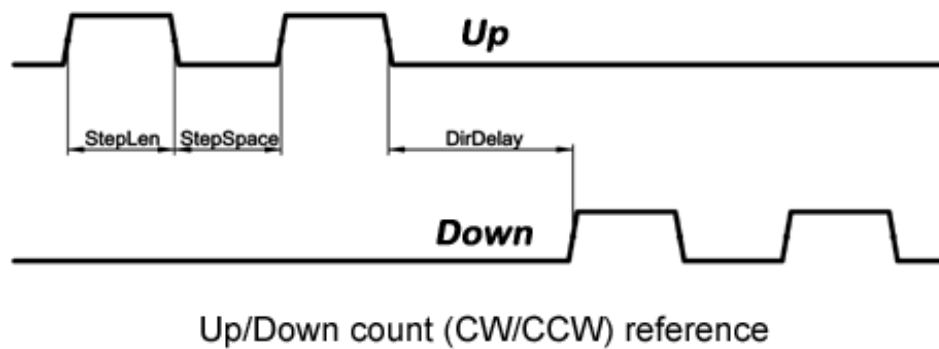 Up
StepLen StepSpace DirDelay
Down
Up/Down count (CW/CCW) reference